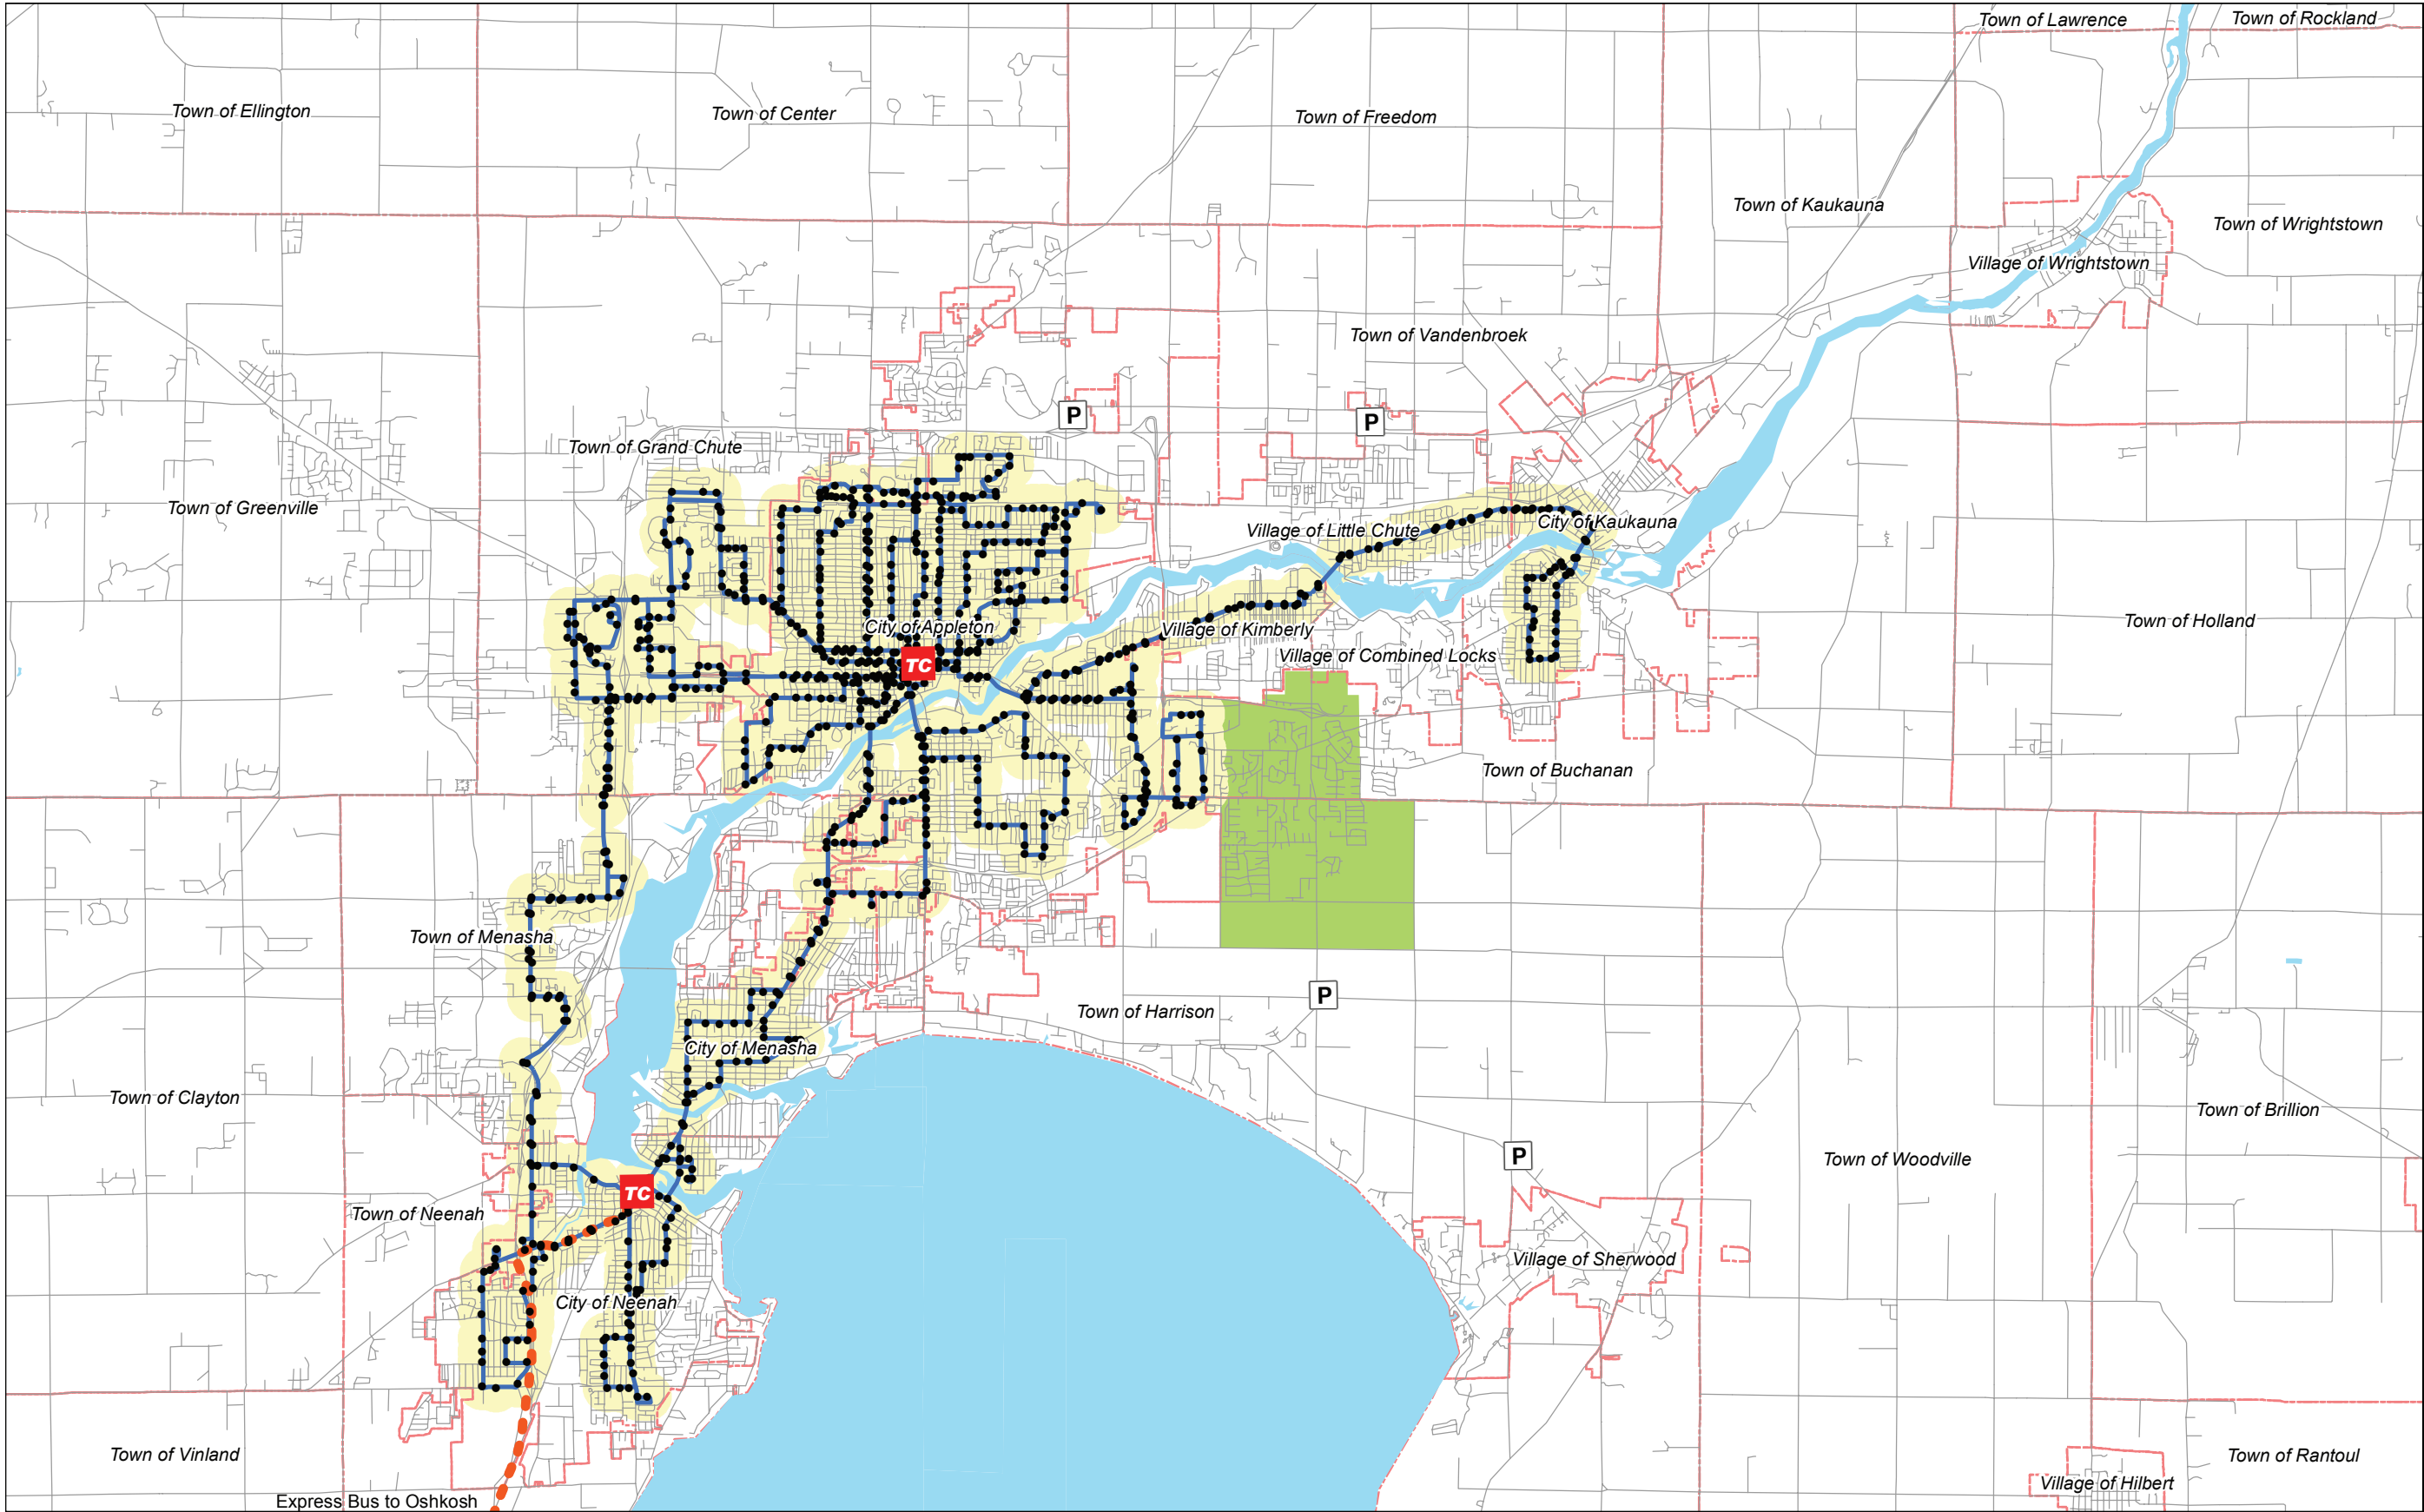 Town of Lawrence
Town of Rockland
Town of Ellington
Town of Center
Town of Freedom
Town of Kaukauna
Town of Wrightstown
Village of Wrightstown
Town of Vandenbroek
P
P
Town of Grand Chute
Town of Greenville
City of Kaukauna
Village of Little Chute
City of Appleton
Village of Kimberly
Town of Holland
Village of Combined Locks
TC
Town of Buchanan
Town of Menasha
P
Town of Harrison
City of Menasha
Town of Clayton
Town of Brillion
P
Town of Woodville
TC
Town of Neenah
Village of Sherwood
City of Neenah
Town of Vinland
Town of Rantoul
Village of Hilbert
Express Bus to Oshkosh